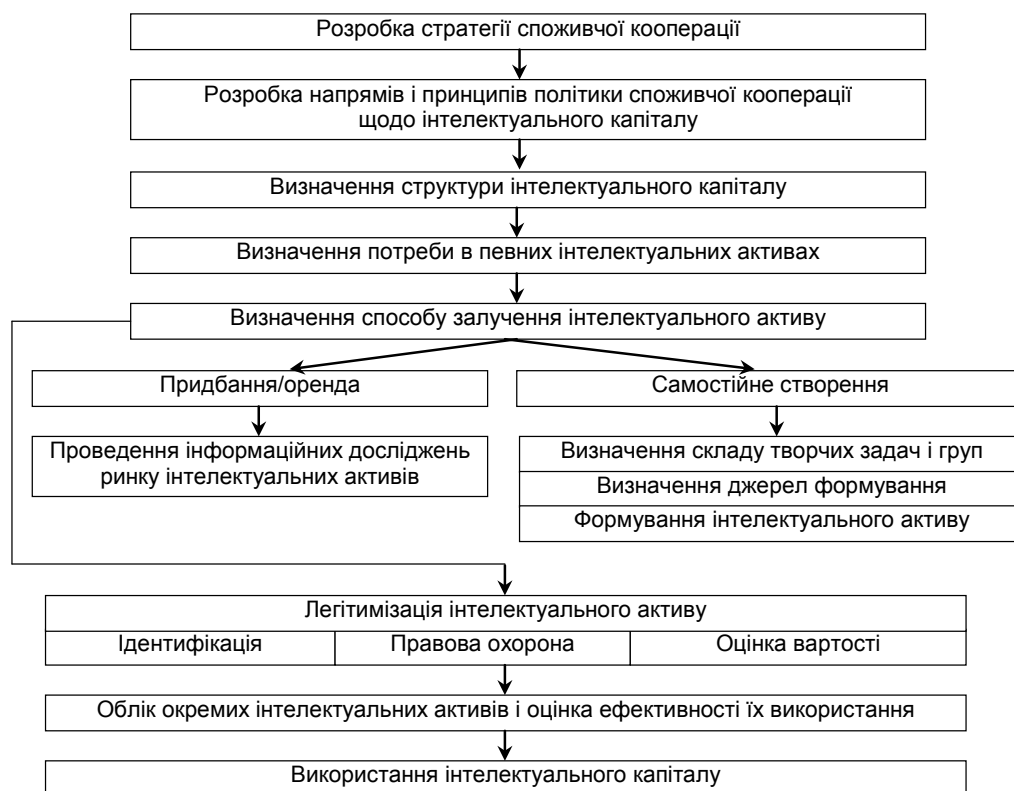 Розробка стратегії споживчої кооперації
Розробка напрямів і принципів політики споживчої кооперації
щодо інтелектуального капіталу
Визначення структури інтелектуального капіталу
Визначення потреби в певних інтелектуальних активах
Визначення способу залучення інтелектуального активу
Придбання/оренда
Самостійне створення
Проведення інформаційних досліджень
ринку інтелектуальних активів
Визначення складу творчих задач і груп
Визначення джерел формування
Формування інтелектуального активу
Легітимізація інтелектуального активу
Ідентифікація
Правова охорона
Оцінка вартості
Облік окремих інтелектуальних активів і оцінка ефективності їх використання
Використання інтелектуального капіталу